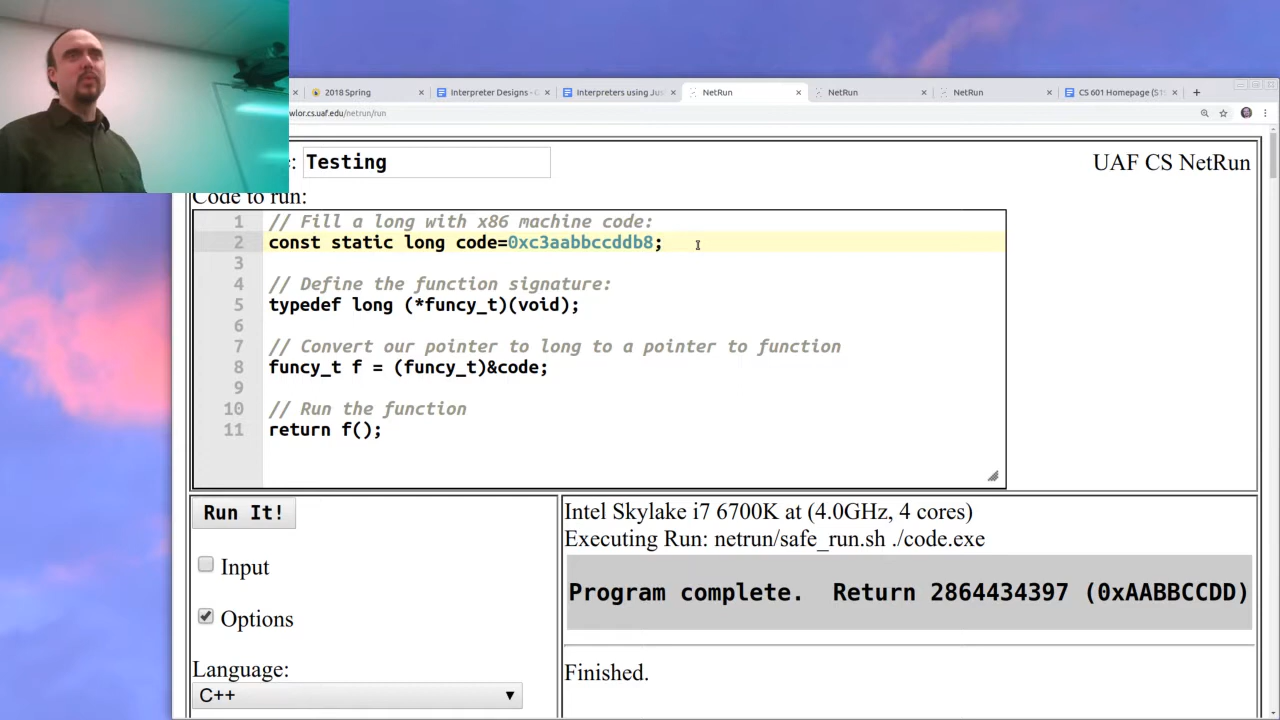 2018 Spring
Interpreter Designs - G
Interpreters using Just
NetRun
NetRun
NetRun
CS 601 Homepage (S1
wlor.cs.uaf.edu/netrun/run
: Testing
UAF CS NetRun
Code to run:
1 // Fill a long with x86 machine code:
2 const static long code=0xc3aabbccddb8;
3
4 // Define the function signature:
5 typedef long (*funcy_t)(void);
6
7 // Convert our pointer to long to a pointer to function
8 funcy_t f = (funcy_t)&code;
9
10 // Run the function
11 return f();
Run It!
Input
Options
Language:
C++
Intel Skylake i7 6700K at (4.0GHz, 4 cores)
Executing Run: netrun/safe_run.sh ./code.exe
Program complete. Return 2864434397 (0xAABBCCDD)
Finished.